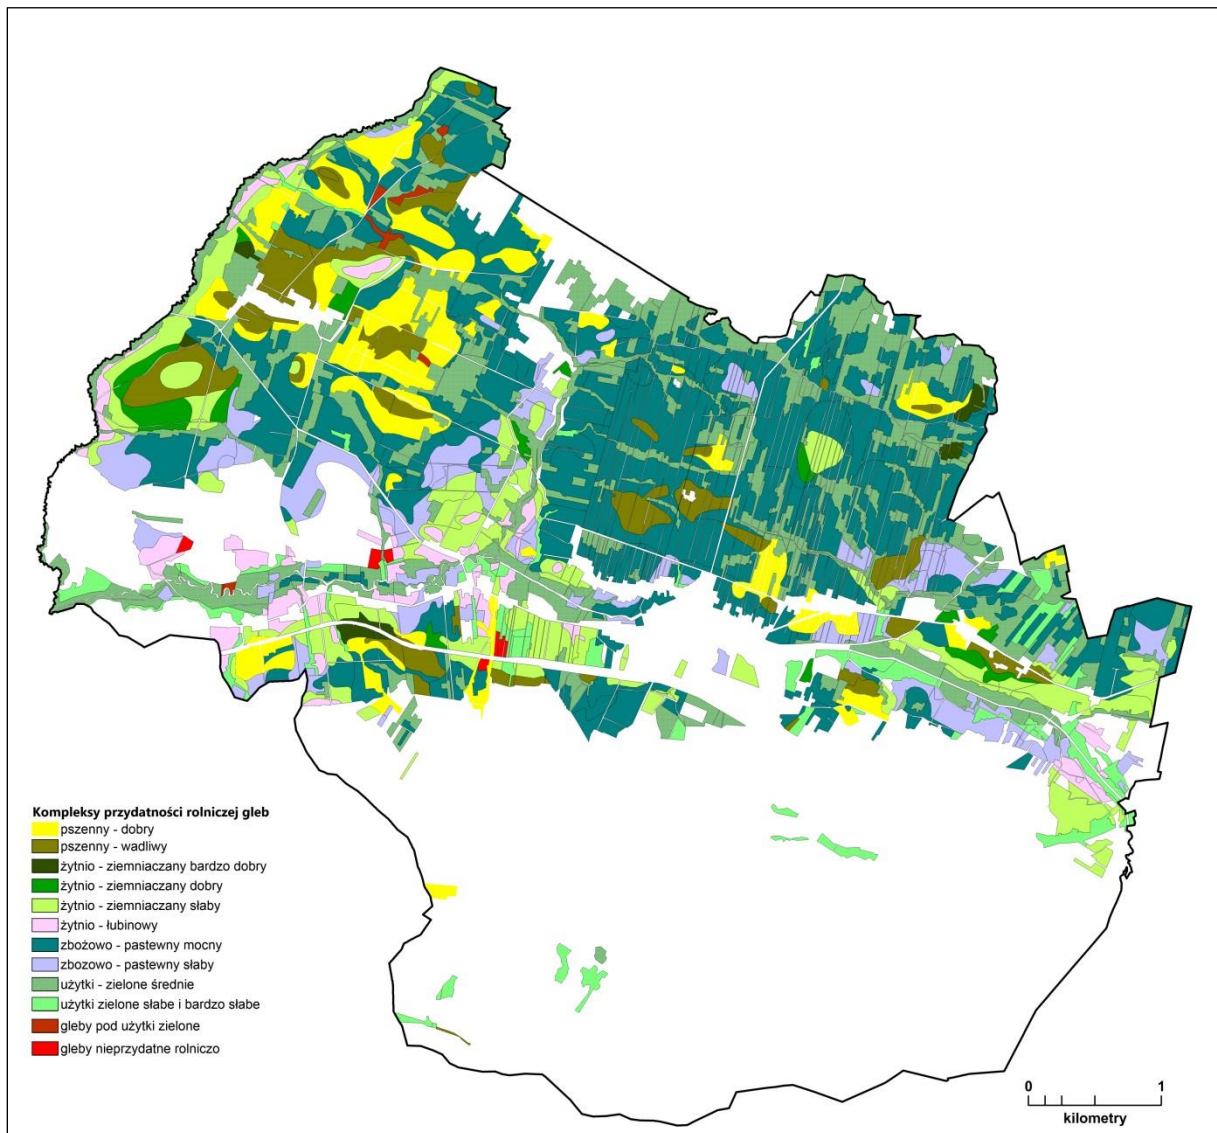 Kompleksy przydatności rolniczej gleb
pszenny - dobry
pszenny - wadliwy
żytnio - ziemniaczany bardzo dobry
żytnio - ziemniaczany dobry
żytnio - ziemniaczany słaby
żytnio - łubinowy
zbożowo - pastewny mocny
zbozowo - pastewny słaby
użytki - zielone średnie
użytki zielone słabe i bardzo słabe
gleby pod użytki zielone
gleby nieprzydatne rolniczo
0 1
kilometry